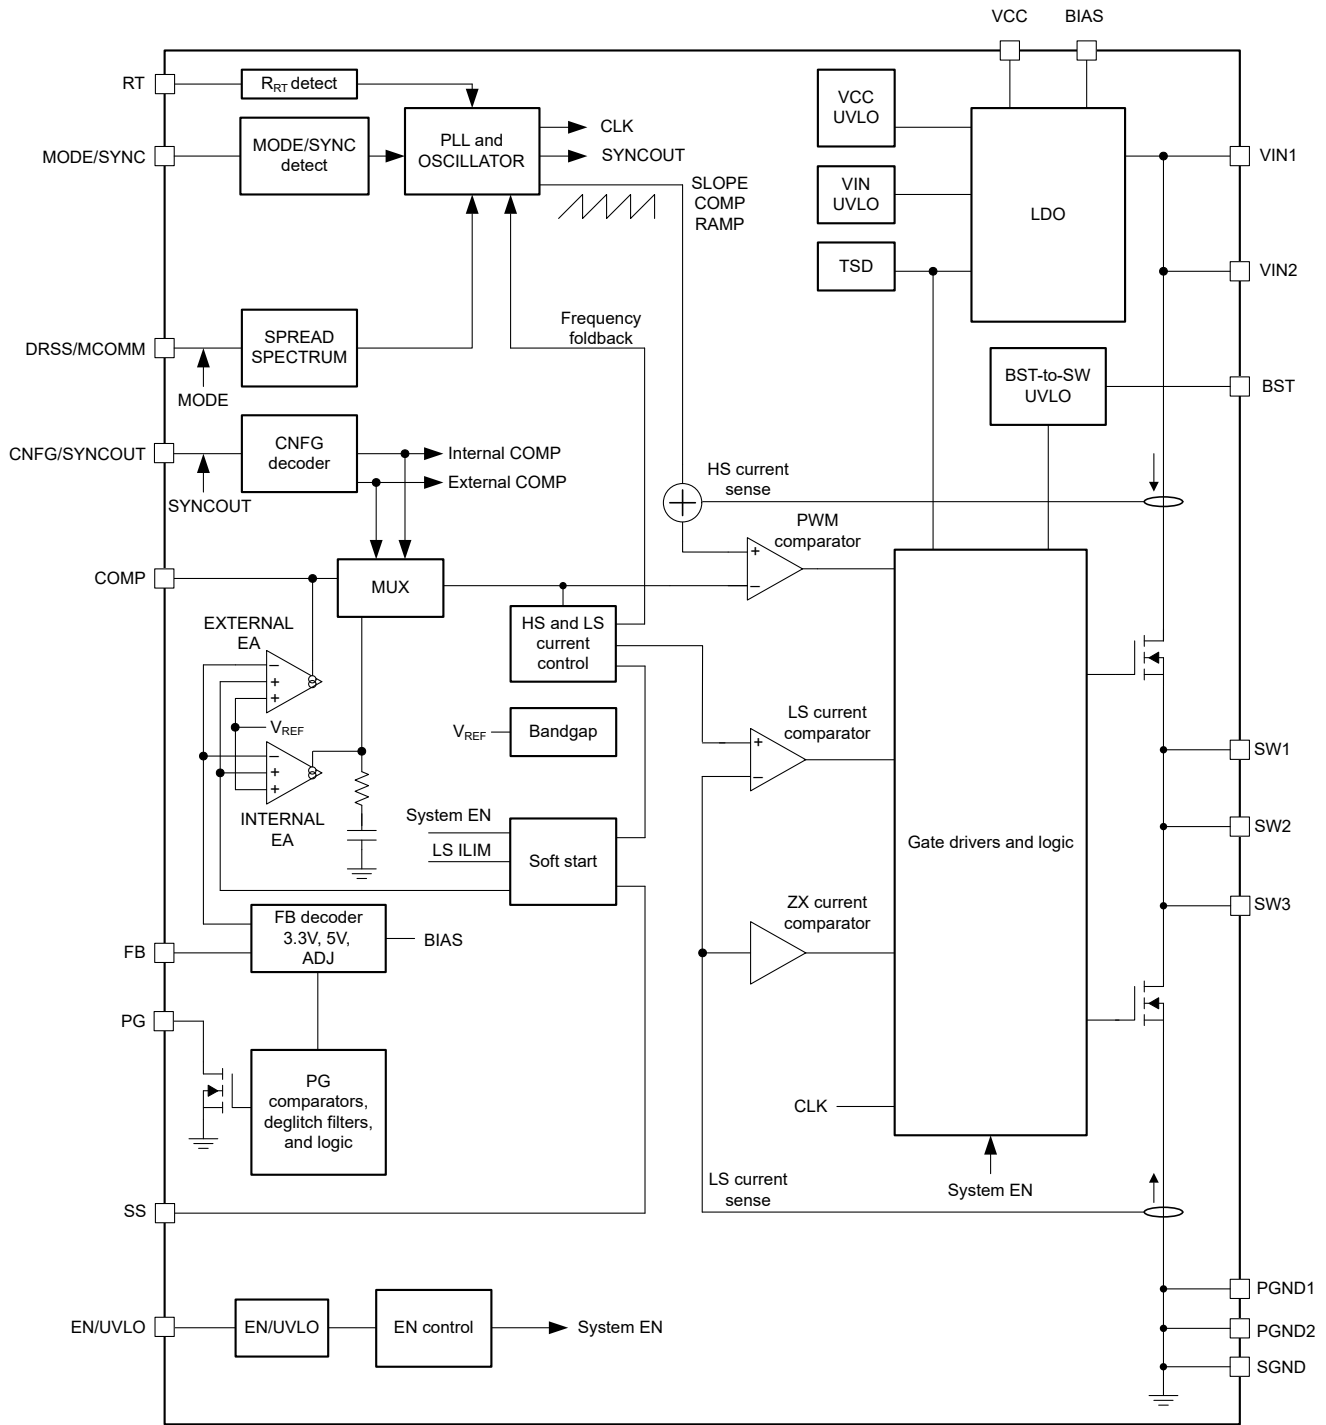 VCC
BIAS
RT
R_RT detect
MODE/SYNC
MODE/SYNC
detect
PLL and
OSCILLATOR
CLK
SYNCOUT
SLOPE
COMP
RAMP
VCC
UVLO
VIN
UVLO
TSD
LDO
VIN1
VIN2
DRSS/MCOMM
MODE
SPREAD
SPECTRUM
Frequency
foldback
BST-to-SW
UVLO
BST
CNFG/SYNCOUT
SYNCOUT
CNFG
decoder
Internal COMP
External COMP
HS current
sense
+
PWM
comparator
+
−
COMP
MUX
EXTERNAL
EA
−
+
+
V_REF
−
+
+
INTERNAL
EA
HS and LS
current
control
V_REF
Bandgap
LS current
comparator
+
−
System EN
LS ILIM
Soft start
Gate drivers and logic
SW1
SW2
SW3
ZX current
comparator
FB
FB decoder
3.3V, 5V,
ADJ
BIAS
PG
PG
comparators,
deglitch filters,
and logic
CLK
System EN
LS current
sense
SS
EN/UVLO
EN/UVLO
EN control
System EN
PGND1
PGND2
SGND